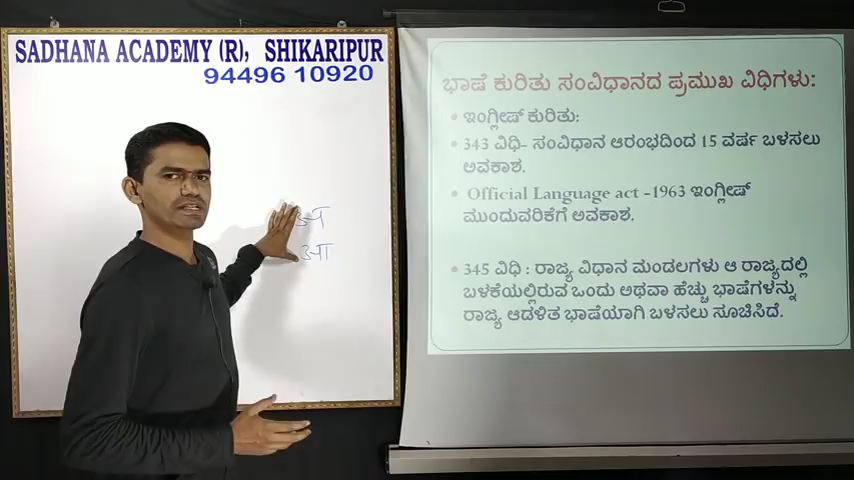 SADHANA ACADEMY (R), SHIKARIPUR
94496 10920
अ
आ
ಭಾಷೆ ಕುರಿತು ಸಂವಿಧಾನದ ಪ್ರಮುಖ ವಿಧಿಗಳು:
• ಇಂಗ್ಲೀಷ್ ಕುರಿತು:
• 343 ವಿಧಿ- ಸಂವಿಧಾನ ಆರಂಭದಿಂದ 15 ವರ್ಷ ಬಳಸಲು
ಅವಕಾಶ.
• Official Language act -1963 ಇಂಗ್ಲೀಷ್
ಮುಂದುವರಿಕೆಗೆ ಅವಕಾಶ.
• 345 ವಿಧಿ : ರಾಜ್ಯ ವಿಧಾನ ಮಂಡಲಗಳು ಆ ರಾಜ್ಯದಲ್ಲಿ
ಬಳಕೆಯಲ್ಲಿರುವ ಒಂದು ಅಥವಾ ಹೆಚ್ಚು ಭಾಷೆಗಳನ್ನು
ರಾಜ್ಯ ಆಡಳಿತ ಭಾಷೆಯಾಗಿ ಬಳಸಲು ಸೂಚಿಸಿದೆ.